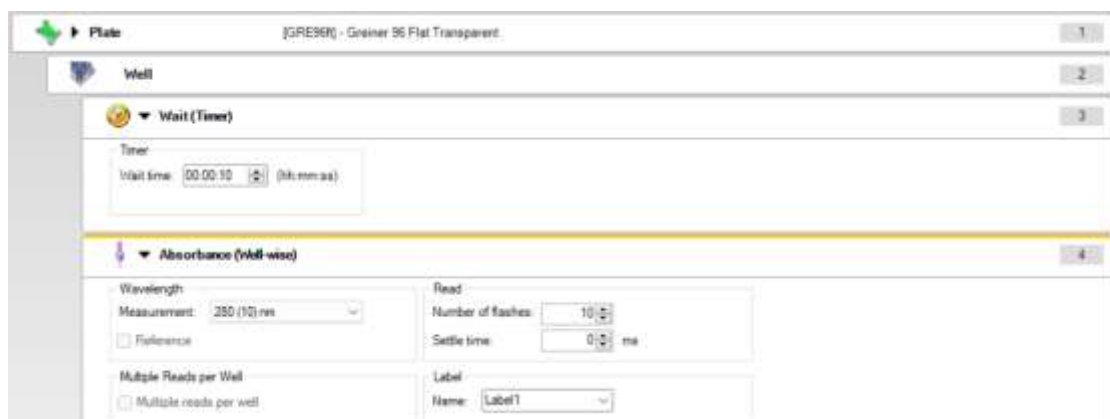 Plate [GRE96ft] - Greiner 96 Flat Transparent 1
Well 2
Wait (Timer) 3
Timer
Wait time: 00:00:10 (hh:mm:ss)
Absorbance (Well-wise) 4
Wavelength Read
Measurement: 280 (10) nm Number of flashes: 10
Reference Settle time: 0 ms
Multiple Reads per Well Label
Multiple reads per well Name: Label1